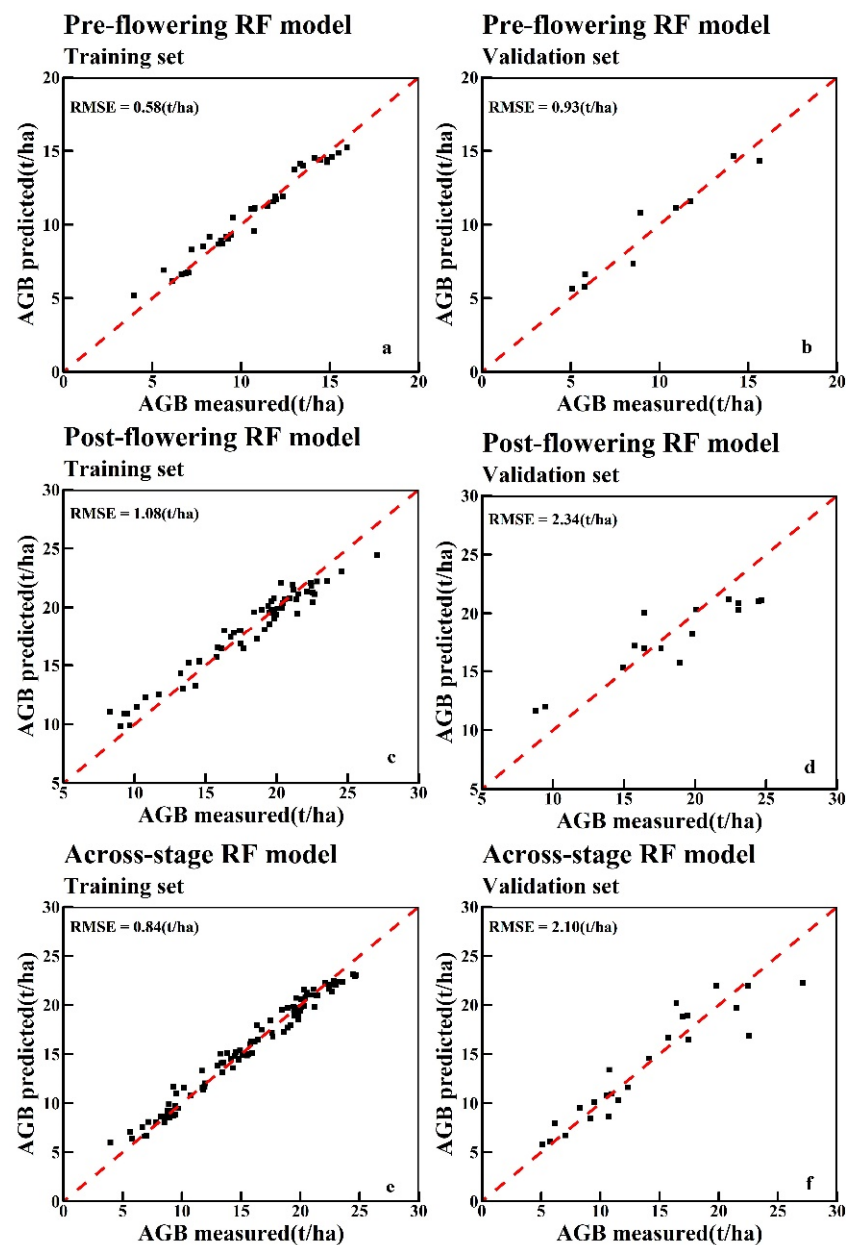 Pre-flowering RF model
Training set
RMSE = 0.58(t/ha)
AGB predicted(t/ha)
20
15
10
5
0
a
0 5 10 15 20
AGB measured(t/ha)
Pre-flowering RF model
Validation set
RMSE = 0.93(t/ha)
AGB predicted(t/ha)
20
15
10
5
0
b
0 5 10 15 20
AGB measured(t/ha)
Post-flowering RF model
Training set
RMSE = 1.08(t/ha)
AGB predicted(t/ha)
30
25
20
15
10
5
c
5 10 15 20 25 30
AGB measured(t/ha)
Post-flowering RF model
Validation set
RMSE = 2.34(t/ha)
AGB predicted(t/ha)
30
25
20
15
10
5
d
5 10 15 20 25 30
AGB measured(t/ha)
Across-stage RF model
Training set
RMSE = 0.84(t/ha)
AGB predicted(t/ha)
30
25
20
15
10
5
0
e
0 5 10 15 20 25 30
AGB measured(t/ha)
Across-stage RF model
Validation set
RMSE = 2.10(t/ha)
AGB predicted(t/ha)
30
25
20
15
10
5
0
f
0 5 10 15 20 25 30
AGB measured(t/ha)